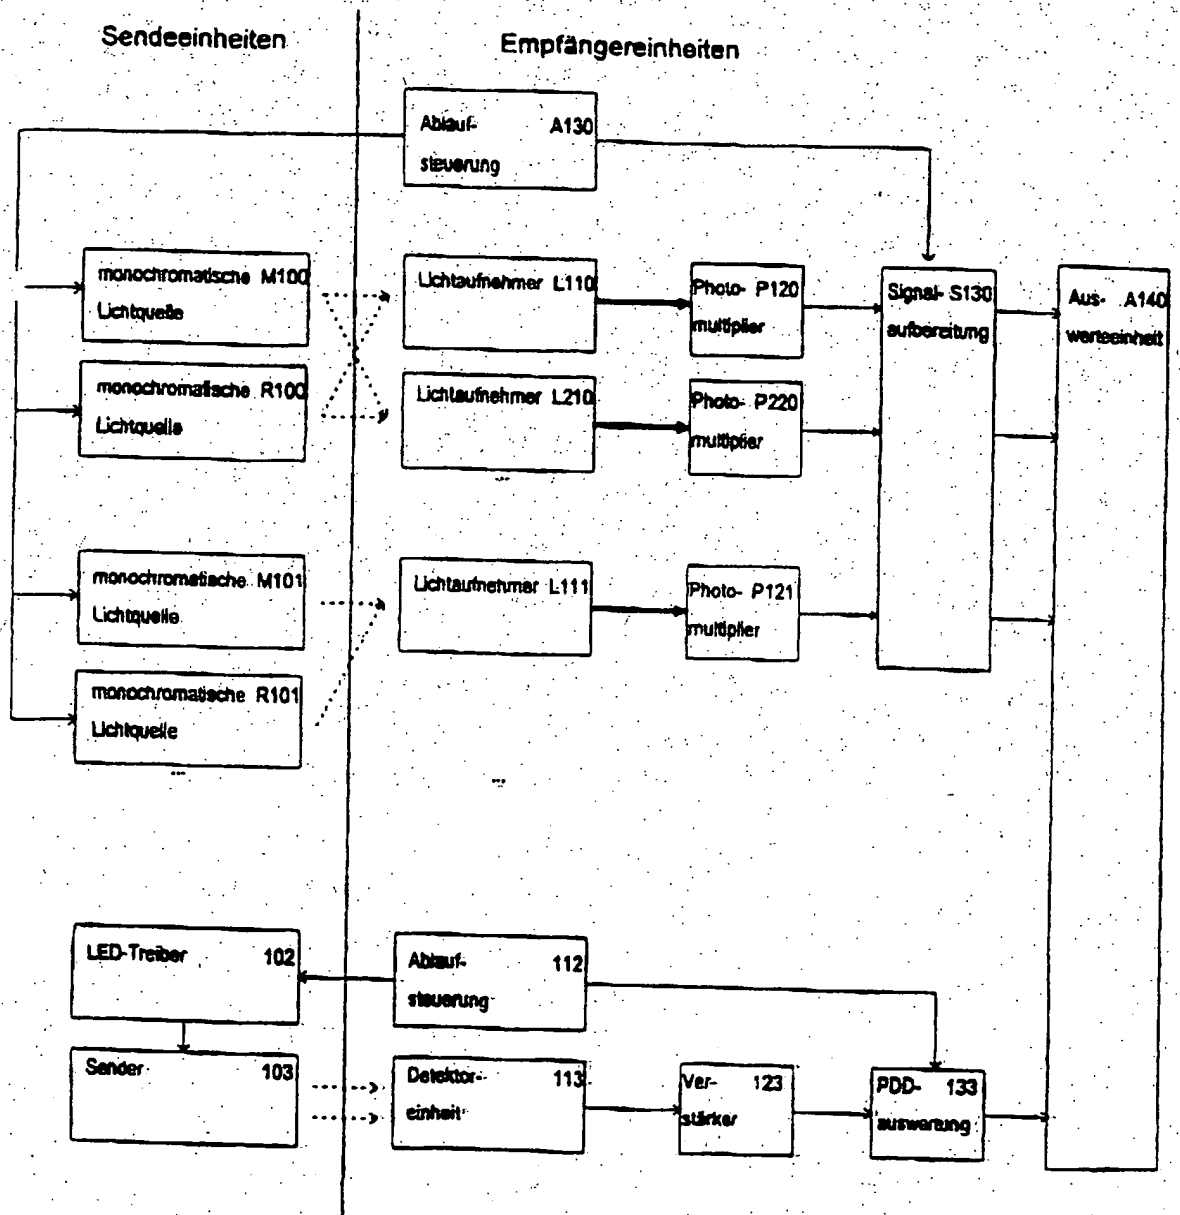 Sendeeinheiten
Empfängereinheiten
Ablauf- A130
steuerung
monochromatische M100
Lichtquelle
Lichtaufnehmer L110
Photo- P120
multiplier
Signal- S130
aufbereitung
Aus- A140
werteeinheit
monochromatische R100
Lichtquelle
Lichtaufnehmer L210
...
Photo- P220
multiplier
monochromatische M101
Lichtquelle
Lichtaufnehmer L111
Photo- P121
multiplier
monochromatische R101
Lichtquelle
...
...
LED-Treiber 102
Ablauf- 112
steuerung
Sender 103
Detektor- 113
einheit
Ver- 123
stärker
PDD- 133
auswertung